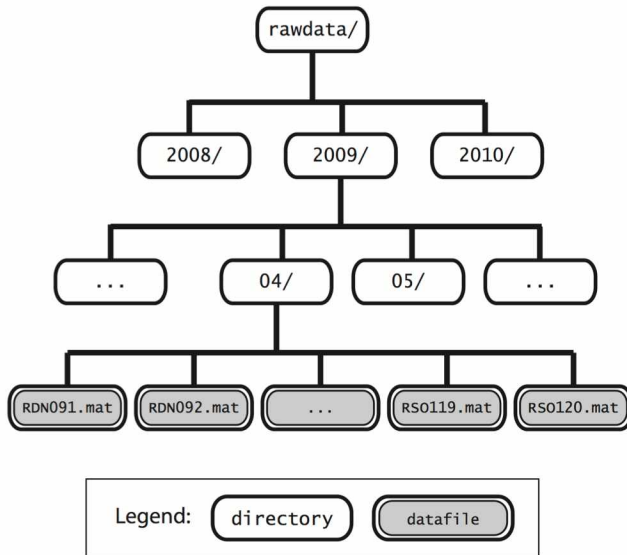 rawdata/
2008/ 2009/ 2010/
... 04/ 05/ ...
RDN091.mat RDN092.mat ... RSO119.mat RSO120.mat
Legend: directory datafile